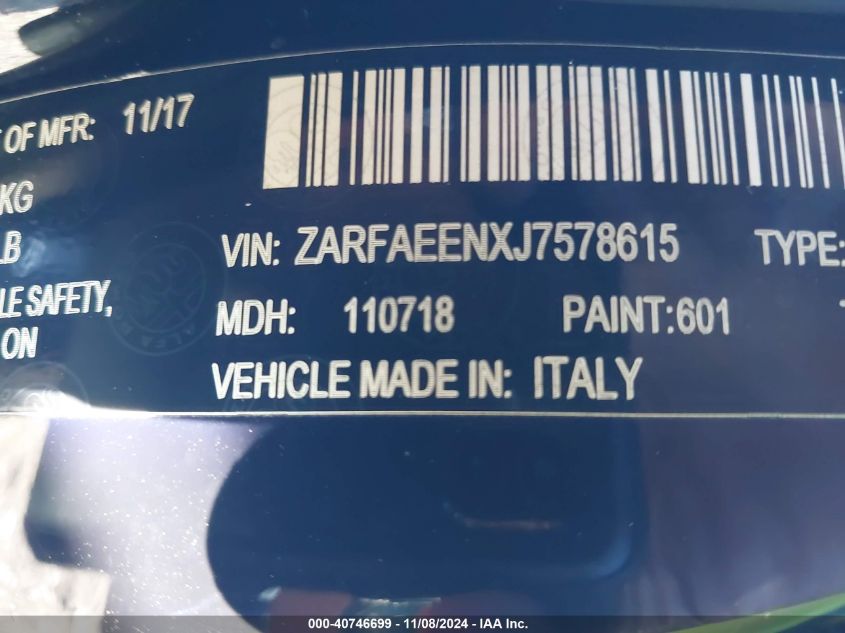 OF MFR: 11/17
KG
LB VIN: ZARFAEENXJ7578615 TYPE:
LE SAFETY, MDH: 110718 PAINT:601
ON VEHICLE MADE IN: ITALY
000-40746699 - 11/08/2024 - IAA Inc.